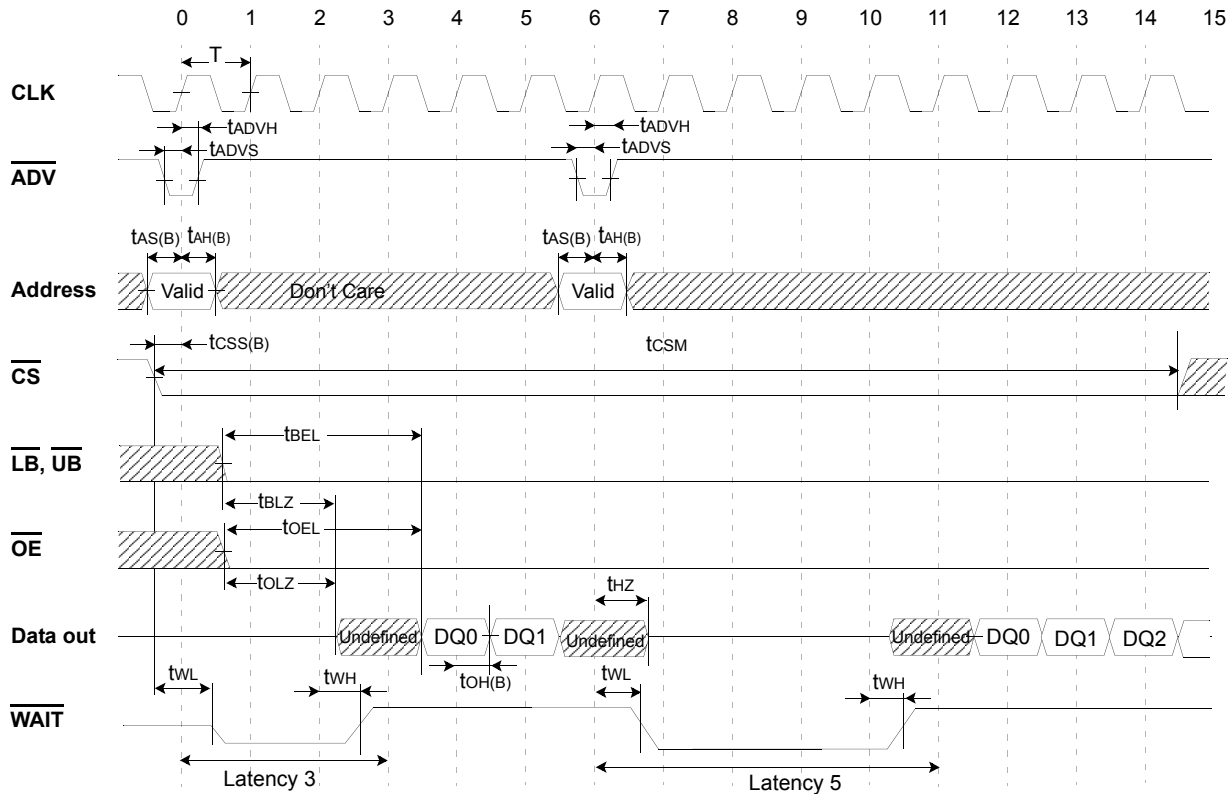 0 1 2 3 4 5 6 7 8 9 10 11 12 13 14 15
T
CLK
tADVH
tADVS
tADVH
tADVS
ADV
tAS(B) tAH(B)
tAS(B) tAH(B)
Address
Valid
Don't Care
Valid
tCSS(B)
tCSM
CS
tBEL
LB, UB
tBLZ
tOEL
OE
tOLZ
tHZ
Data out
Undefined
DQ0
DQ1
Undefined
Undefined
DQ0
DQ1
DQ2
tOH(B)
tWL
tWH
tWL
tWH
WAIT
Latency 3
Latency 5